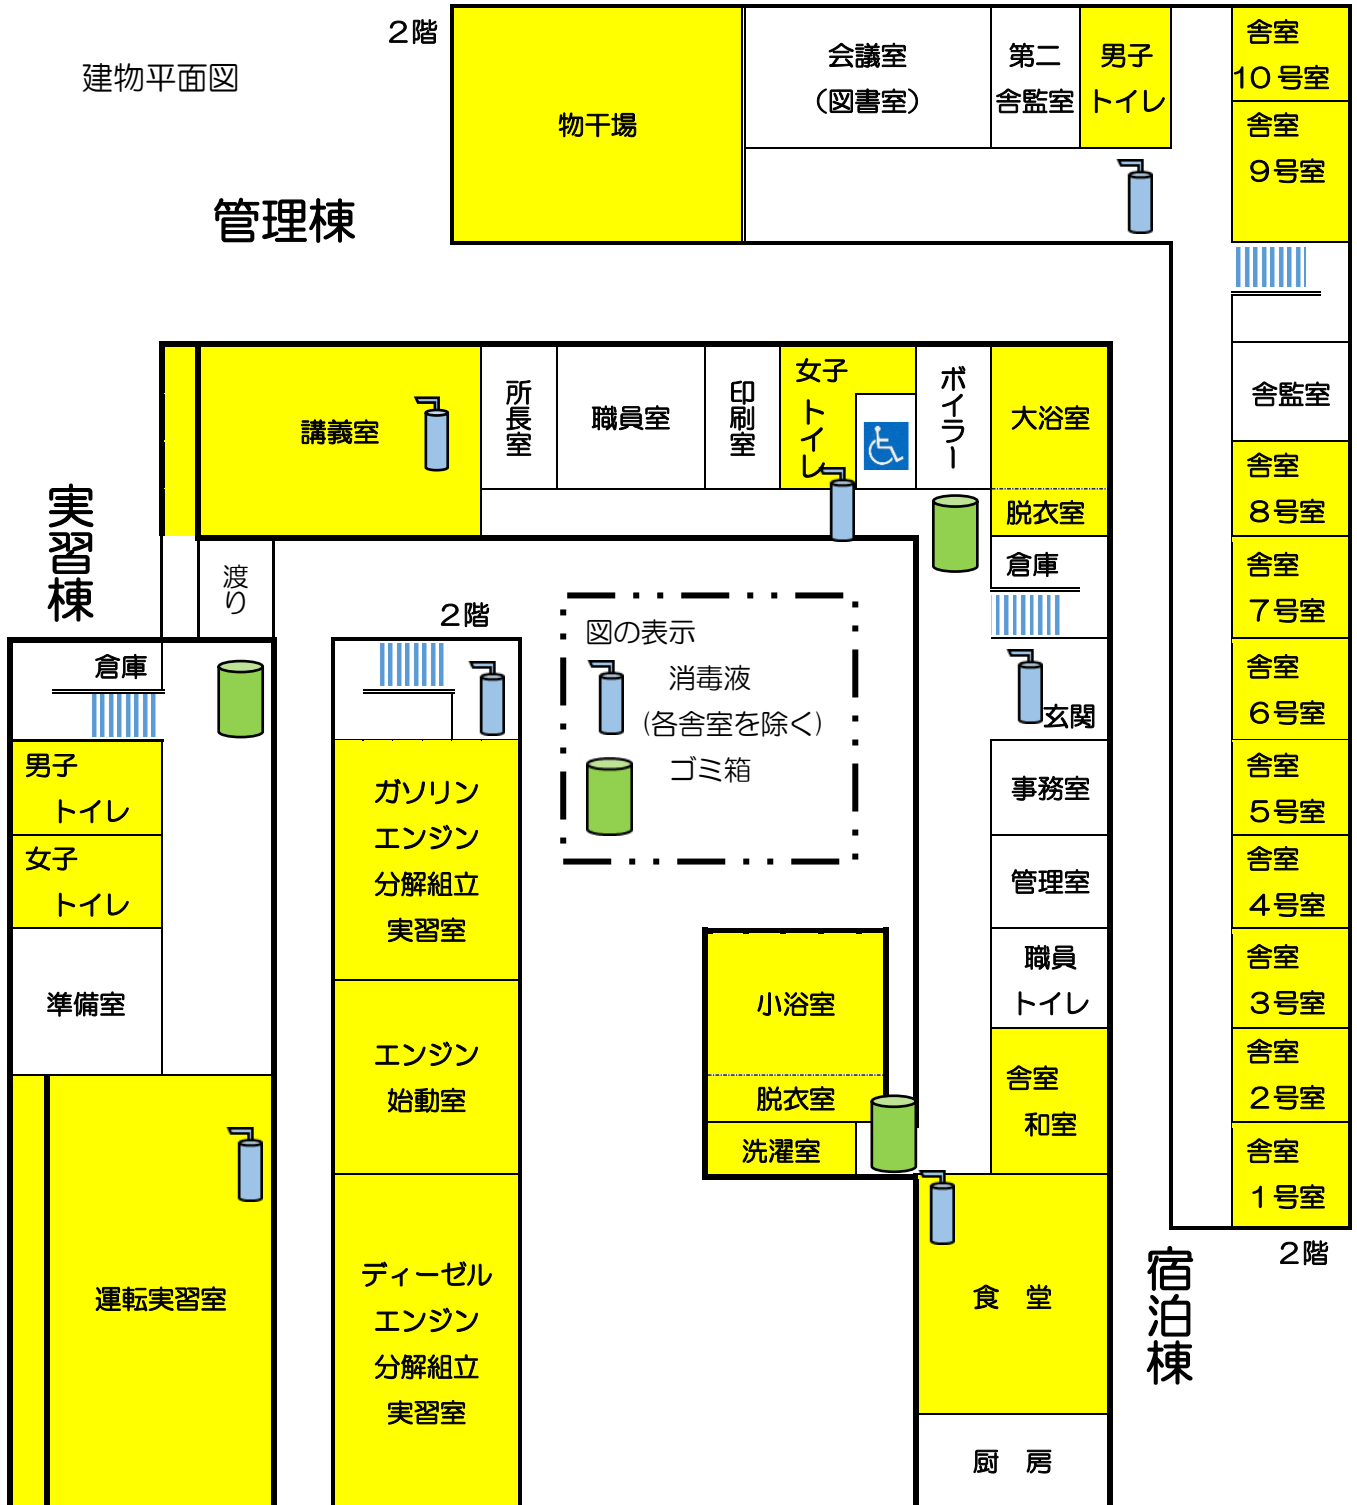 建物平面図
２階
物干場
会議室
（図書室）
第二
舎監室
男子
トイレ
舎室
10号室
舎室
９号室
管理棟
舎監室
講義室
所長室
職員室
印刷室
女子
トイレ
ボイラー
大浴室
脱衣室
倉庫
舎室
８号室
舎室
７号室
舎室
６号室
舎室
５号室
舎室
４号室
舎室
３号室
舎室
２号室
舎室
１号室
２階
宿泊棟
実習棟
渡り
倉庫
男子
トイレ
女子
トイレ
準備室
運転実習室
２階
ガソリン
エンジン
分解組立
実習室
エンジン
始動室
ディーゼル
エンジン
分解組立
実習室
図の表示
消毒液
（各舎室を除く）
ゴミ箱
玄関
事務室
管理室
職員
トイレ
舎室
和室
小浴室
脱衣室
洗濯室
食　堂
厨　房